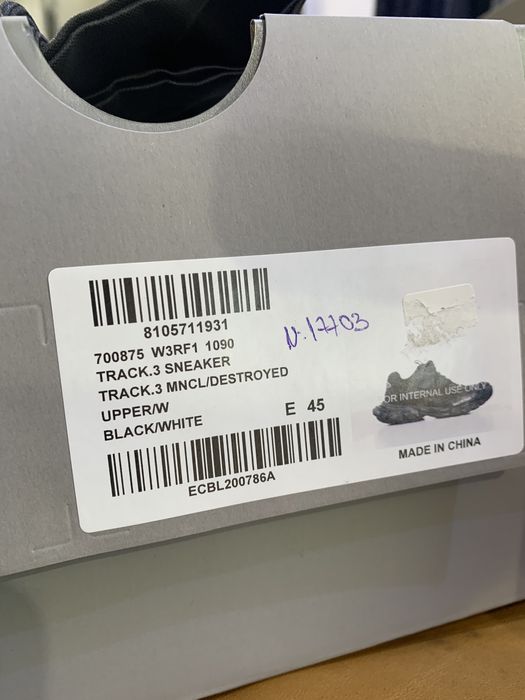 8105711931
700875 W3RF1 1090
TRACK.3 SNEAKER
TRACK.3 MNCL/DESTROYED
UPPER/W
BLACK/WHITE
E 45
ECBL200786A
N. 17703
OR INTERNAL USE ONLY
MADE IN CHINA